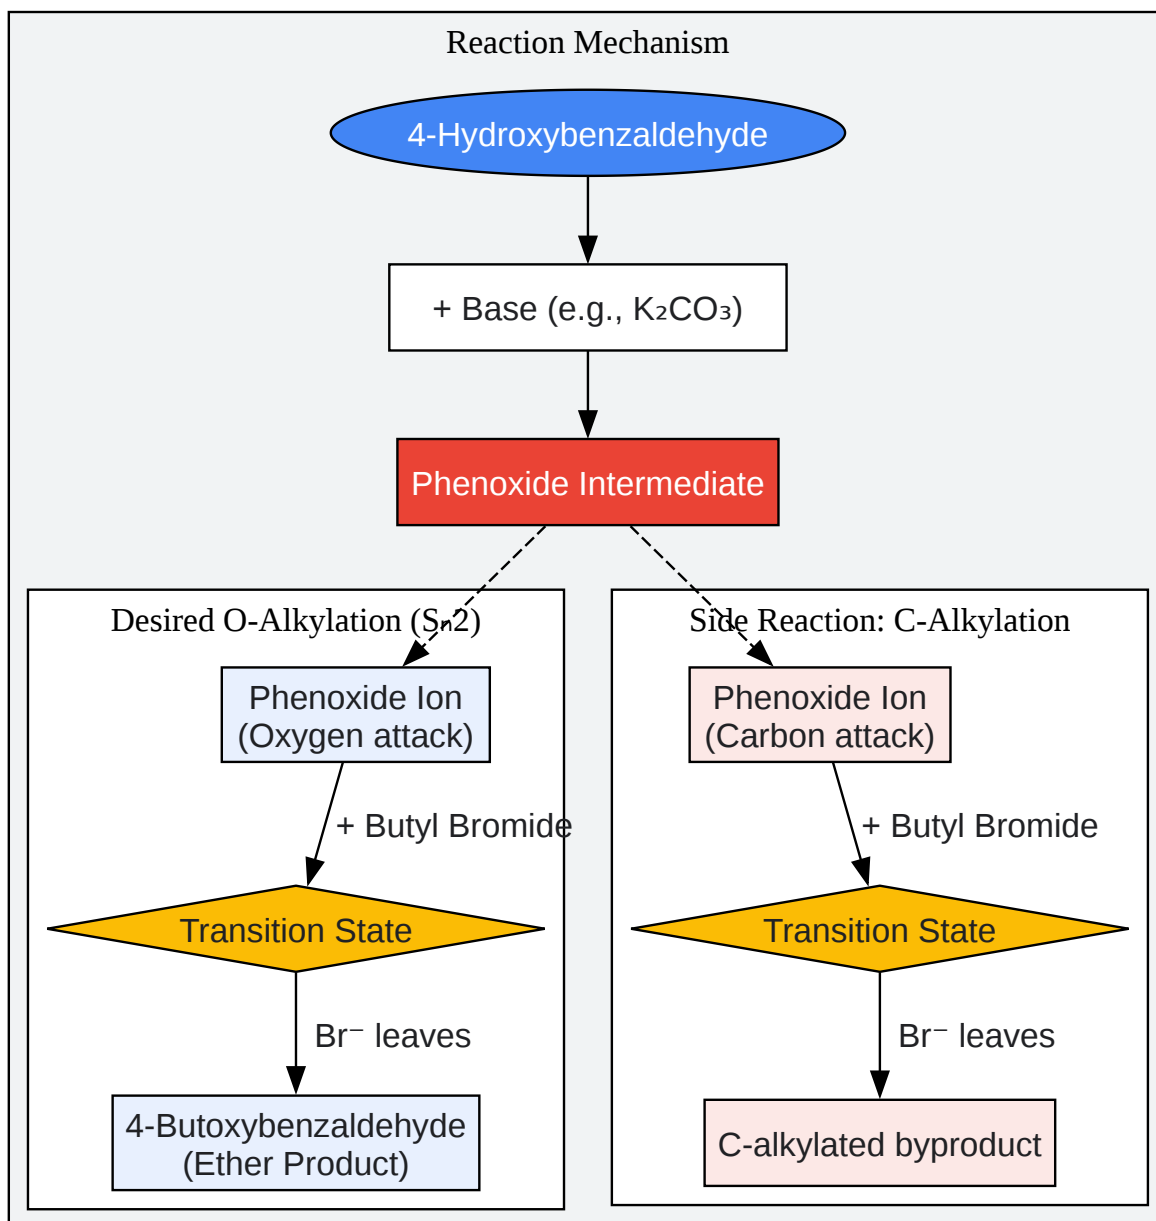 Reaction Mechanism
4-Hydroxybenzaldehyde
+ Base (e.g., K₂CO₃)
Phenoxide Intermediate
Desired O-Alkylation (Sₙ2)
Phenoxide Ion
(Oxygen attack)
+ Butyl Bromide
Transition State
Br⁻ leaves
4-Butoxybenzaldehyde
(Ether Product)
Side Reaction: C-Alkylation
Phenoxide Ion
(Carbon attack)
+ Butyl Bromide
Transition State
Br⁻ leaves
C-alkylated byproduct